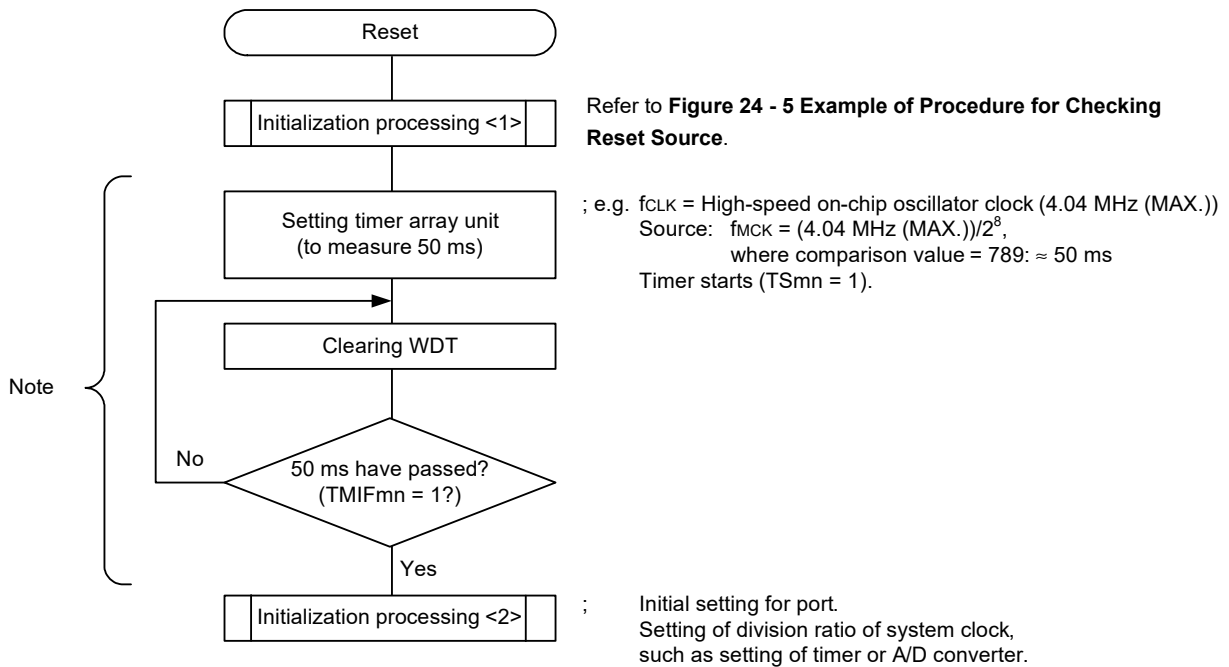 Reset
Initialization processing <1>
Refer to Figure 24 - 5 Example of Procedure for Checking
Reset Source.
Setting timer array unit
(to measure 50 ms)
; e.g. fCLK = High-speed on-chip oscillator clock (4.04 MHz (MAX.))
Source: fMCK = (4.04 MHz (MAX.))/2⁸,
where comparison value = 789: ≈ 50 ms
Timer starts (TSmn = 1).
Clearing WDT
Note
No
50 ms have passed?
(TMIFmn = 1?)
Yes
Initialization processing <2>
; Initial setting for port.
Setting of division ratio of system clock,
such as setting of timer or A/D converter.